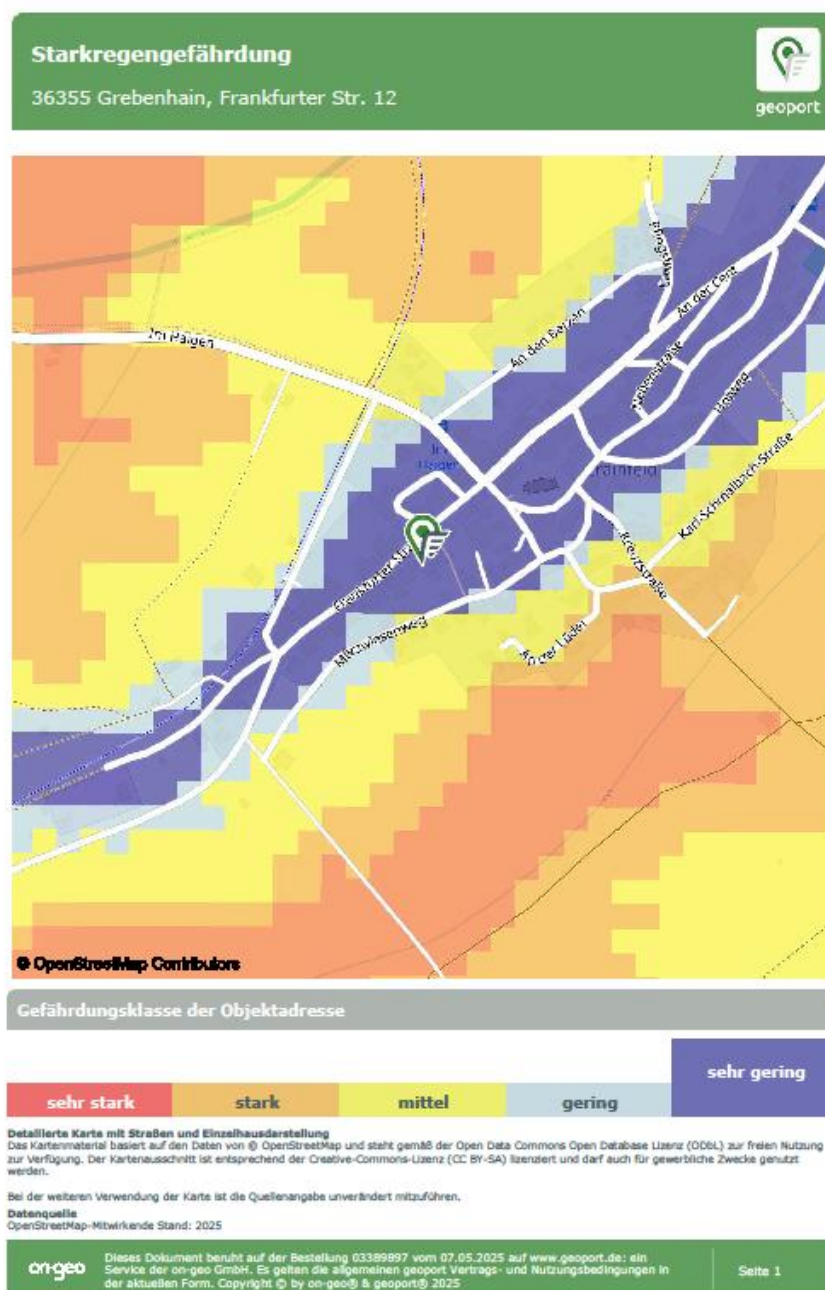 Starkregengefährdung
36355 Grebenhain, Frankfurter Str. 12
geoport
Im Haigen
An den Beizen
An der Cent
Hohlweg
Karl-Schmalbach-Straße
Kreuzstraße
An der Lüder
© OpenStreetMap Contributors
Gefährdungsklasse der Objektadresse
sehr stark
stark
mittel
gering
sehr gering
Detaillierte Karte mit Straßen und Einzelhausdarstellung
Das Kartenmaterial basiert auf den Daten von © OpenStreetMap und steht gemäß der Open Data Commons Open Database Lizenz (ODbL) zur freien Nutzung
zur Verfügung. Der Kartenausschnitt ist entsprechend der Creative-Commons-Lizenz (CC BY-SA) lizenziert und darf auch für gewerbliche Zwecke genutzt
werden.
Bei der weiteren Verwendung der Karte ist die Quellenangabe unverändert mitzuführen.
Datenquelle
OpenStreetMap-Mitwirkende Stand: 2025
on-geo
Dieses Dokument beruht auf der Bestellung 03389897 vom 07.05.2025 auf www.geoport.de: ein
Service der on-geo GmbH. Es gelten die allgemeinen geoport Vertrags- und Nutzungsbedingungen in
der aktuellen Form. Copyright © by on-geo® & geoport® 2025
Seite 1